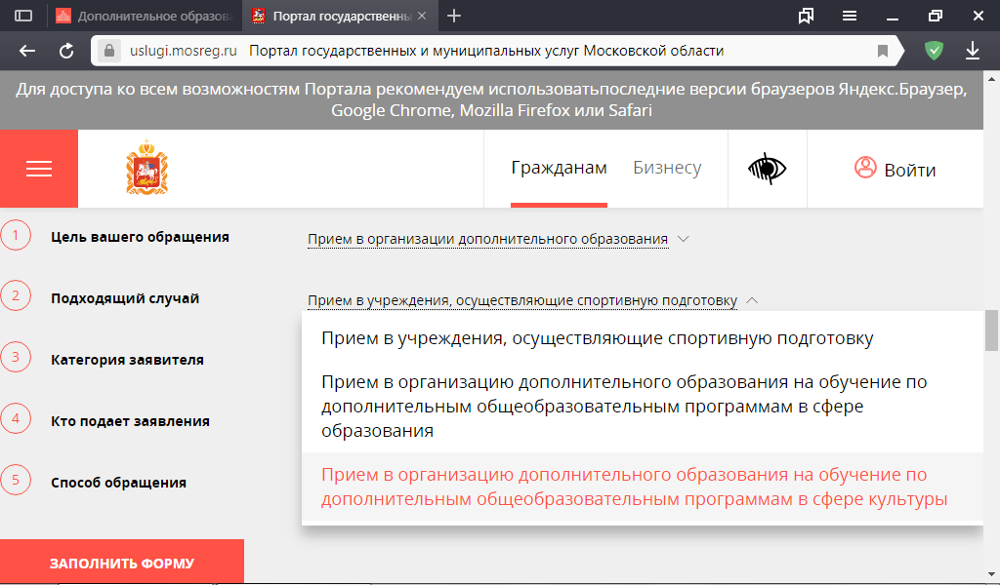 Дополнительное образова
Портал государственны
uslugi.mosreg.ru Портал государственных и муниципальных услуг Московской области
Для доступа ко всем возможностям Портала рекомендуем использоватьпоследние версии браузеров Яндекс.Браузер,
Google Chrome, Mozilla Firefox или Safari
Гражданам
Бизнесу
Войти
1 Цель вашего обращения
Прием в организации дополнительного образования
2 Подходящий случай
Прием в учреждения, осуществляющие спортивную подготовку
Прием в учреждения, осуществляющие спортивную подготовку
3 Категория заявителя
Прием в организацию дополнительного образования на обучение по
дополнительным общеобразовательным программам в сфере
образования
4 Кто подает заявления
Прием в организацию дополнительного образования на обучение по
дополнительным общеобразовательным программам в сфере культуры
5 Способ обращения
ЗАПОЛНИТЬ ФОРМУ